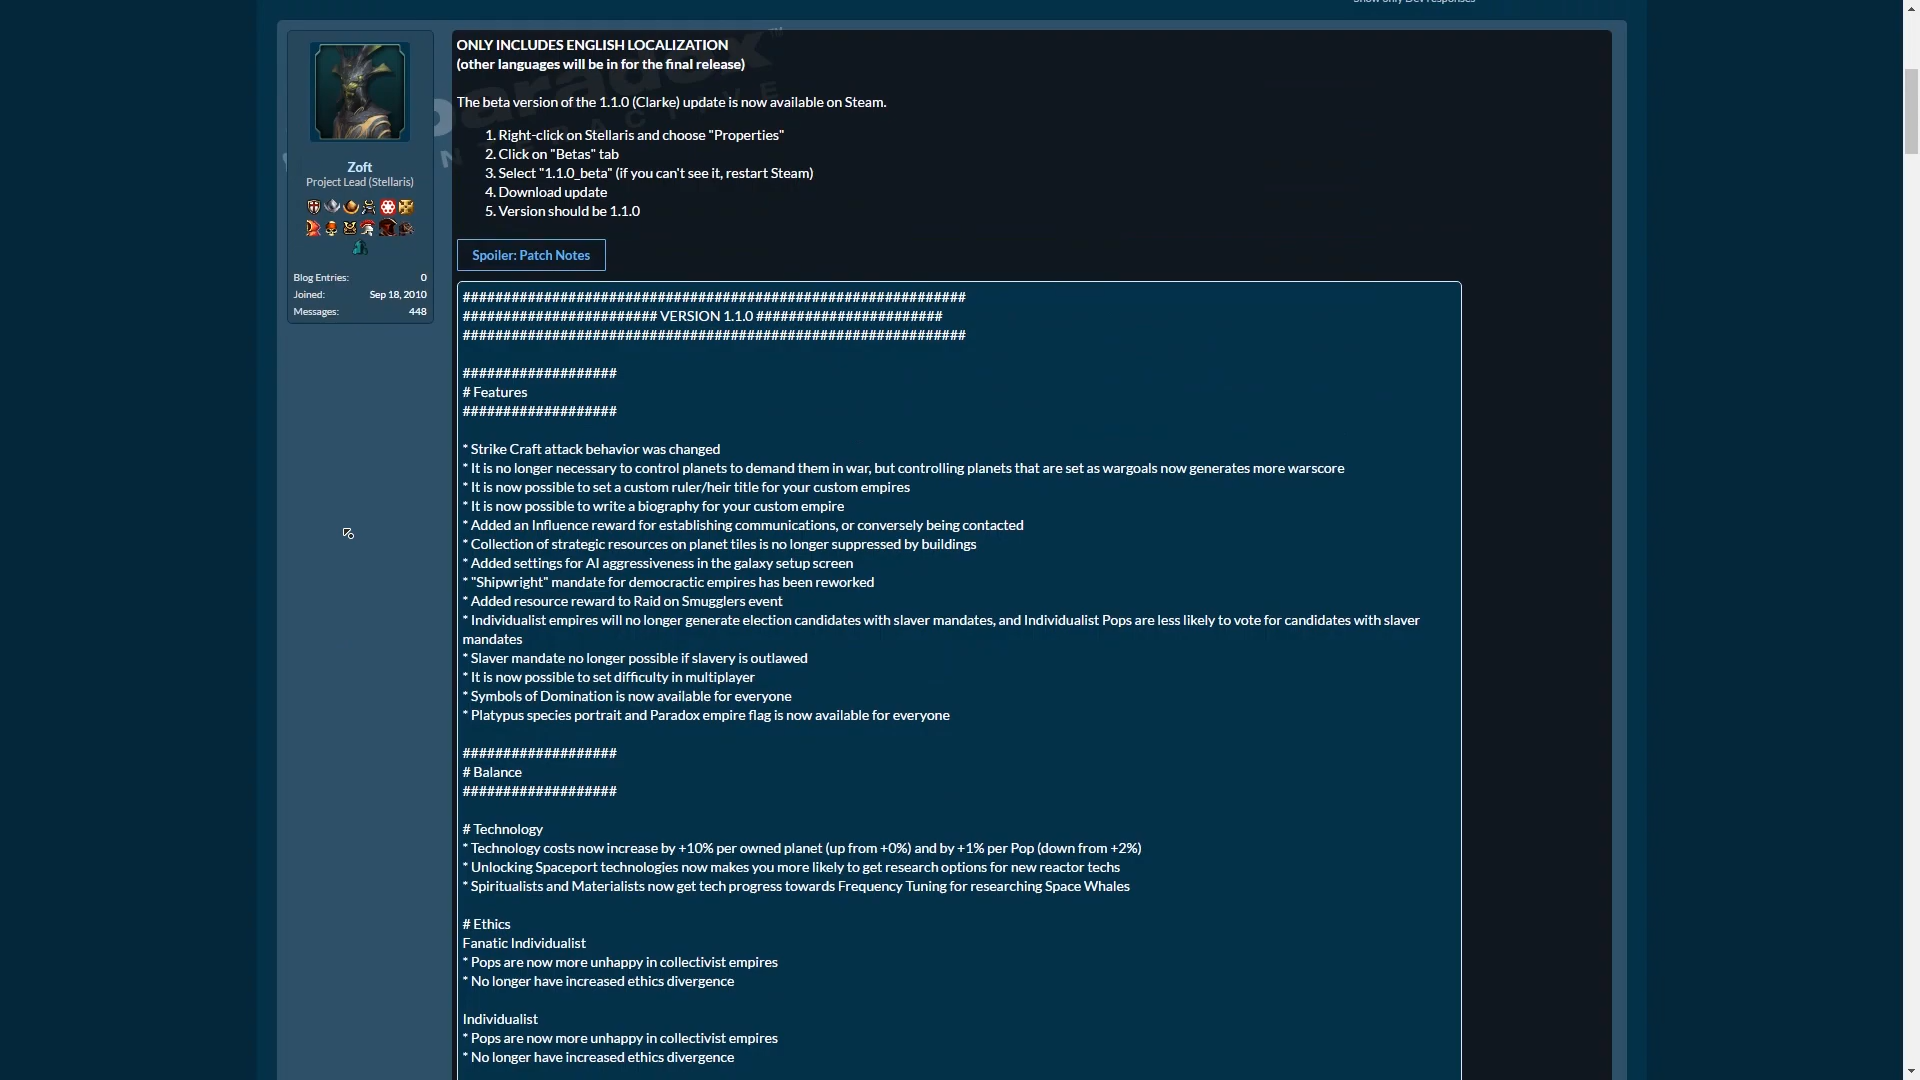 Show only Dev responses
ONLY INCLUDES ENGLISH LOCALIZATION
(other languages will be in for the final release)
The beta version of the 1.1.0 (Clarke) update is now available on Steam.
1. Right-click on Stellaris and choose "Properties"
2. Click on "Betas" tab
3. Select "1.1.0_beta" (if you can't see it, restart Steam)
4. Download update
5. Version should be 1.1.0
Zoft
Project Lead (Stellaris)
Blog Entries: 0
Joined: Sep 18, 2010
Messages: 448
Spoiler: Patch Notes
##############################################################
######################## VERSION 1.1.0 #######################
##############################################################
###################
# Features
###################
* Strike Craft attack behavior was changed
* It is no longer necessary to control planets to demand them in war, but controlling planets that are set as wargoals now generates more warscore
* It is now possible to set a custom ruler/heir title for your custom empires
* It is now possible to write a biography for your custom empire
* Added an Influence reward for establishing communications, or conversely being contacted
* Collection of strategic resources on planet tiles is no longer suppressed by buildings
* Added settings for AI aggressiveness in the galaxy setup screen
* "Shipwright" mandate for democractic empires has been reworked
* Added resource reward to Raid on Smugglers event
* Individualist empires will no longer generate election candidates with slaver mandates, and Individualist Pops are less likely to vote for candidates with slaver
mandates
* Slaver mandate no longer possible if slavery is outlawed
* It is now possible to set difficulty in multiplayer
* Symbols of Domination is now available for everyone
* Platypus species portrait and Paradox empire flag is now available for everyone
###################
# Balance
###################
# Technology
* Technology costs now increase by +10% per owned planet (up from +0%) and by +1% per Pop (down from +2%)
* Unlocking Spaceport technologies now makes you more likely to get research options for new reactor techs
* Spiritualists and Materialists now get tech progress towards Frequency Tuning for researching Space Whales
# Ethics
Fanatic Individualist
* Pops are now more unhappy in collectivist empires
* No longer have increased ethics divergence
Individualist
* Pops are now more unhappy in collectivist empires
* No longer have increased ethics divergence